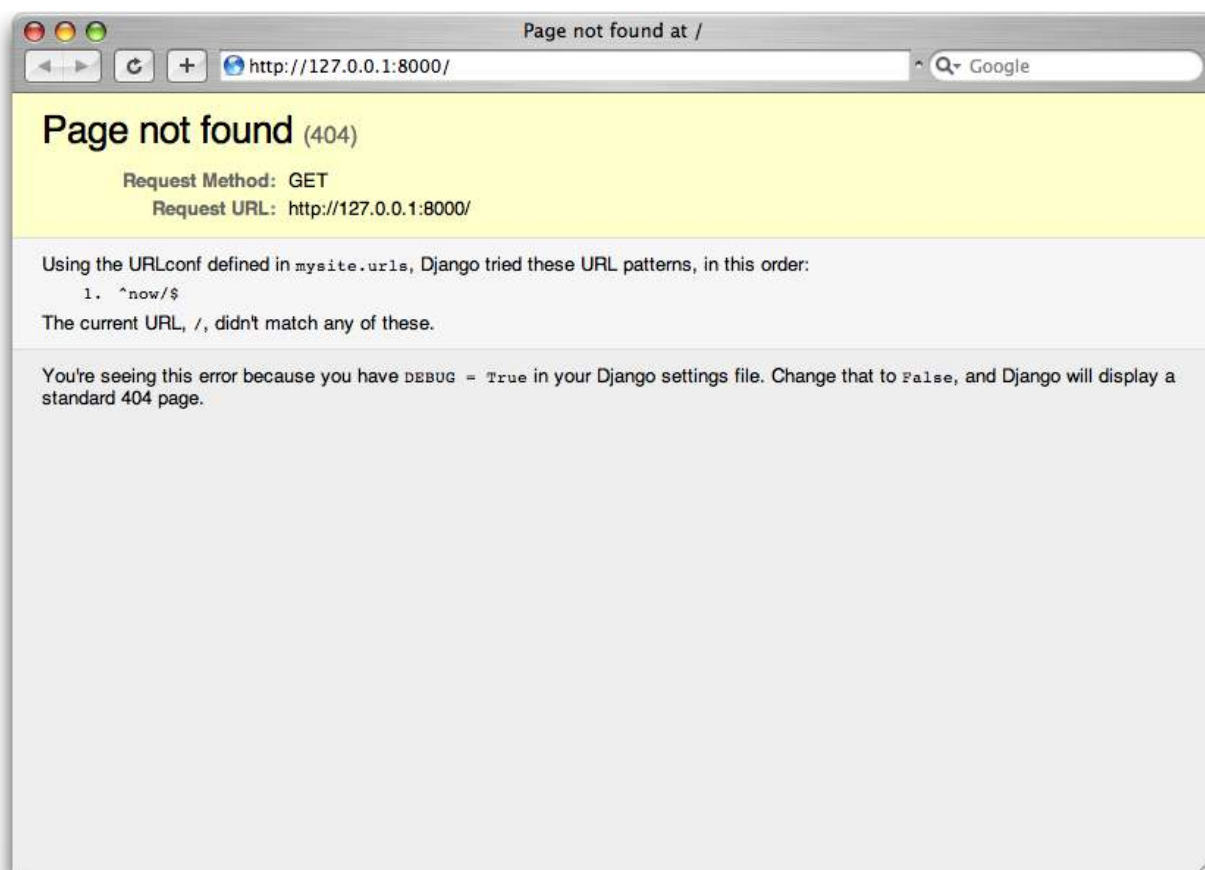 Page not found at /
http://127.0.0.1:8000/
Google
Page not found (404)
Request Method: GET
Request URL: http://127.0.0.1:8000/
Using the URLconf defined in mysite.urls, Django tried these URL patterns, in this order:
1. ^now/$
The current URL, /, didn't match any of these.
You're seeing this error because you have DEBUG = True in your Django settings file. Change that to False, and Django will display a
standard 404 page.